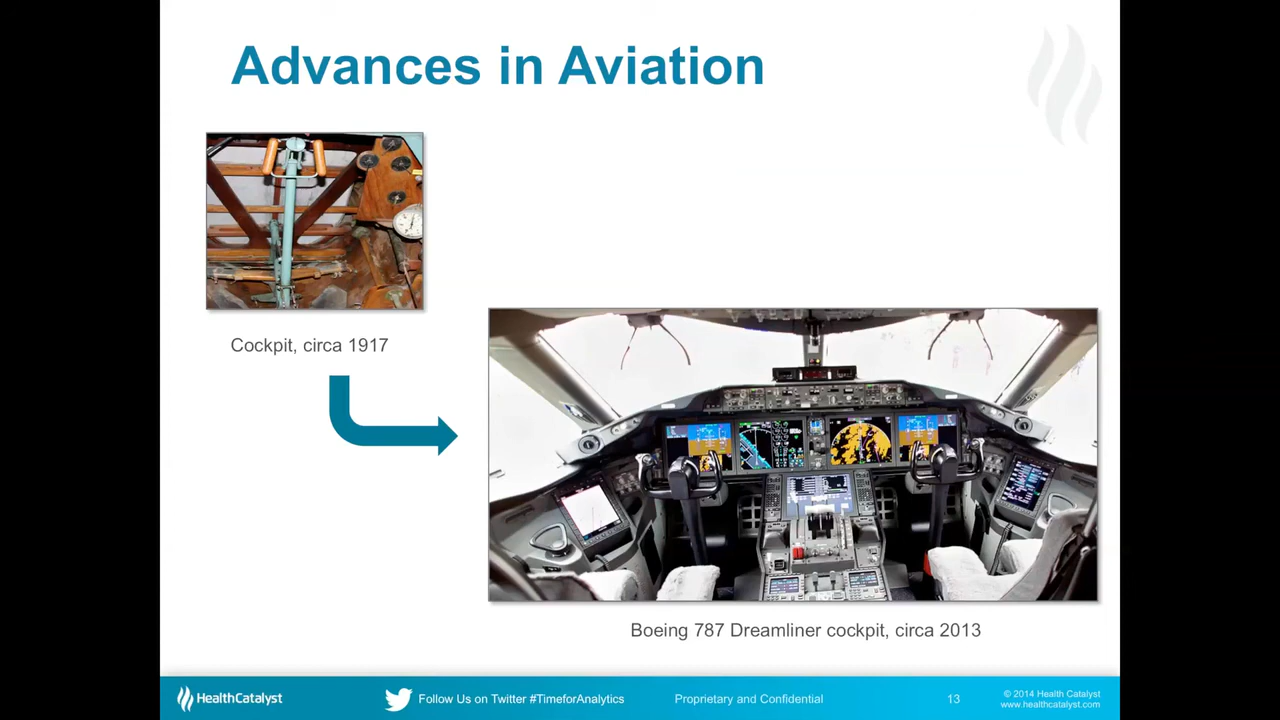 Advances in Aviation
Cockpit, circa 1917
Boeing 787 Dreamliner cockpit, circa 2013
HealthCatalyst
Follow Us on Twitter #TimeforAnalytics
Proprietary and Confidential
13
© 2014 Health Catalyst
www.healthcatalyst.com